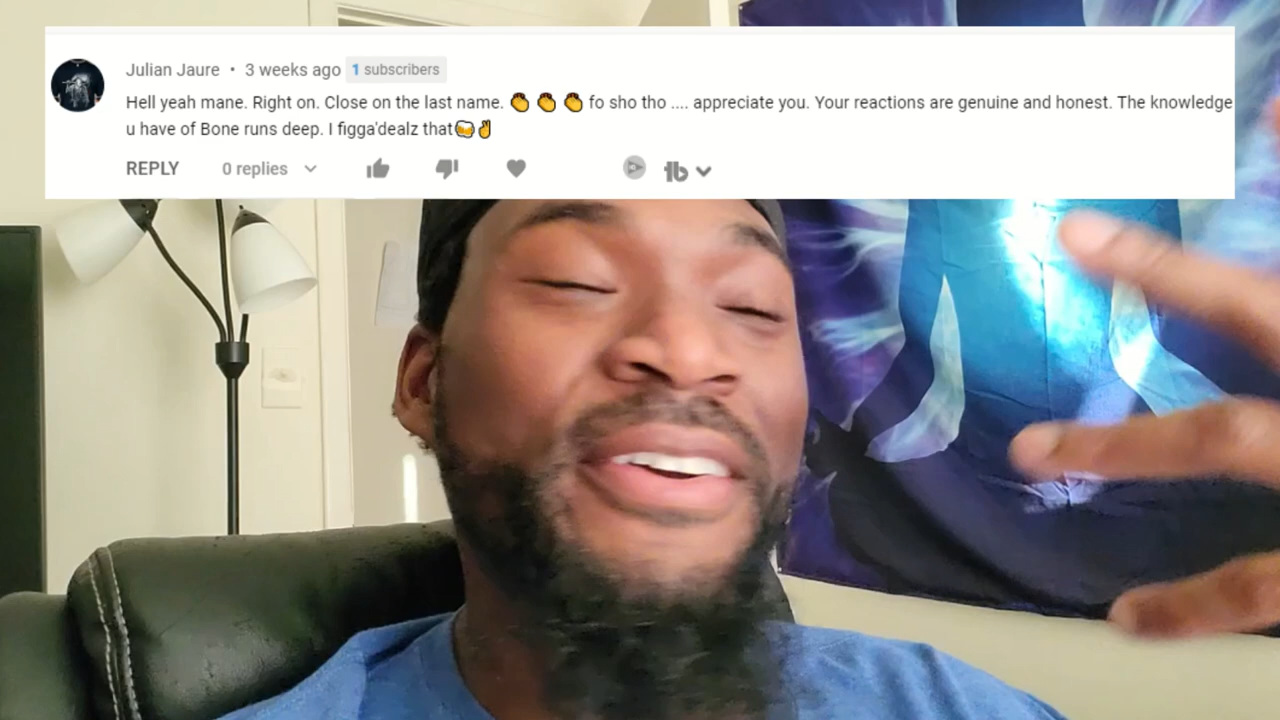 Julian Jaure • 3 weeks ago 1 subscribers
Hell yeah mane. Right on. Close on the last name. 👏 👏 👏 fo sho tho .... appreciate you. Your reactions are genuine and honest. The knowledge
u have of Bone runs deep. I figga'dealz that🍻✌
REPLY 0 replies tb